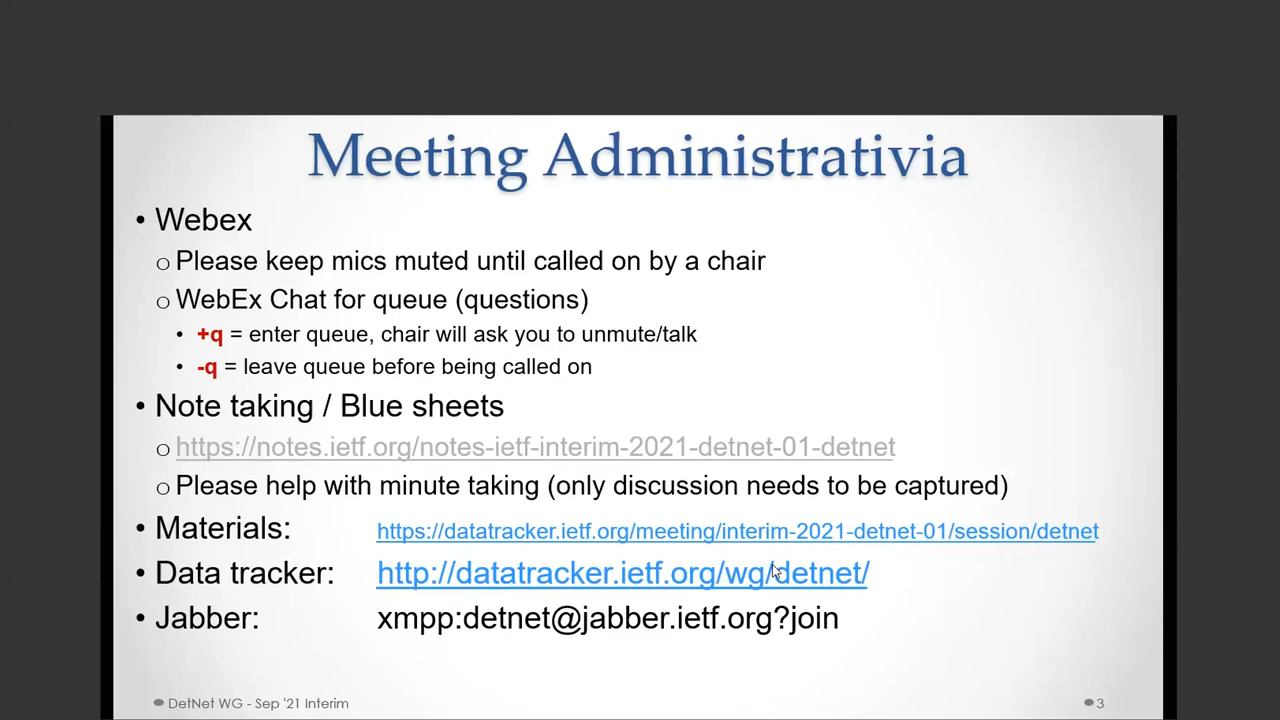 Meeting Administrativia
• Webex
o Please keep mics muted until called on by a chair
o WebEx Chat for queue (questions)
• +q = enter queue, chair will ask you to unmute/talk
• -q = leave queue before being called on
• Note taking / Blue sheets
o https://notes.ietf.org/notes-ietf-interim-2021-detnet-01-detnet
o Please help with minute taking (only discussion needs to be captured)
• Materials: https://datatracker.ietf.org/meeting/interim-2021-detnet-01/session/detnet
• Data tracker: http://datatracker.ietf.org/wg/detnet/
• Jabber: xmpp:detnet@jabber.ietf.org?join
DetNet WG - Sep '21 Interim
3